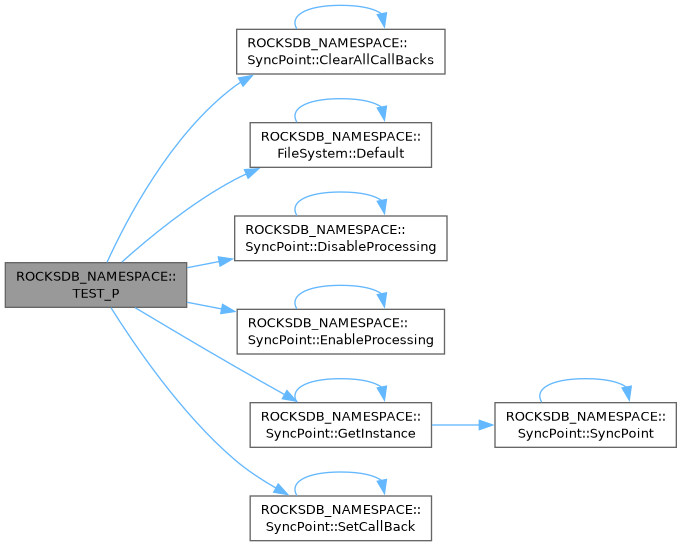 ROCKSDB_NAMESPACE::
SyncPoint::ClearAllCallBacks
ROCKSDB_NAMESPACE::
FileSystem::Default
ROCKSDB_NAMESPACE::
SyncPoint::DisableProcessing
ROCKSDB_NAMESPACE::
TEST_P
ROCKSDB_NAMESPACE::
SyncPoint::EnableProcessing
ROCKSDB_NAMESPACE::
SyncPoint::GetInstance
ROCKSDB_NAMESPACE::
SyncPoint::SyncPoint
ROCKSDB_NAMESPACE::
SyncPoint::SetCallBack